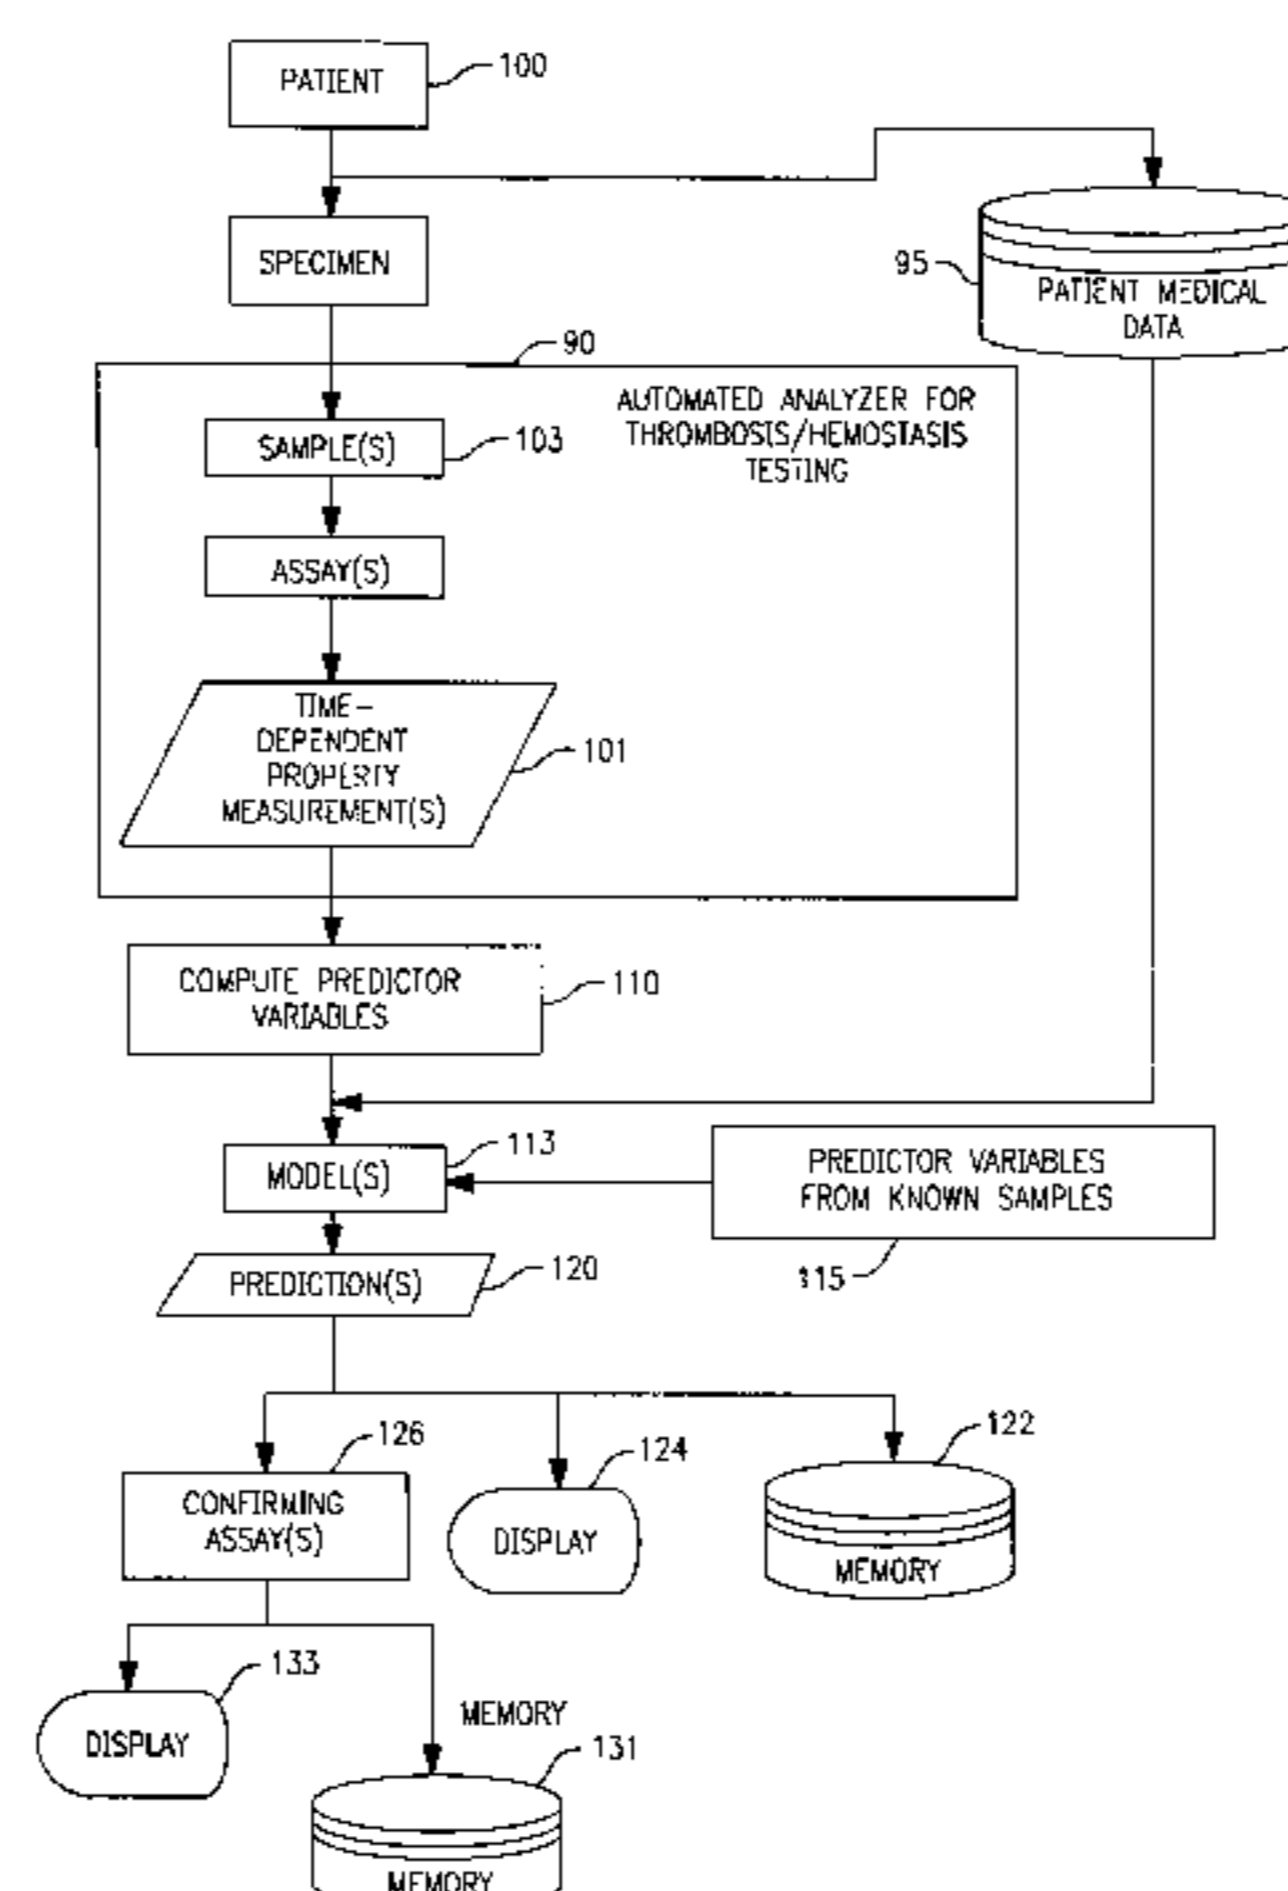 PATIENT
100
SPECIMEN
95
PATIENT MEDICAL
DATA
90
AUTOMATED ANALYZER FOR
THROMBOSIS/HEMOSTASIS
TESTING
SAMPLE(S)
103
ASSAY(S)
TIME-
DEPENDENT
PROPERTY
MEASUREMENT(S)
101
COMPUTE PREDICTOR
VARIABLES
110
MODEL(S)
113
PREDICTOR VARIABLES
FROM KNOWN SAMPLES
115
PREDICTION(S)
120
CONFIRMING
ASSAY(S)
126
DISPLAY
124
MEMORY
122
DISPLAY
133
MEMORY
131
MEMORY